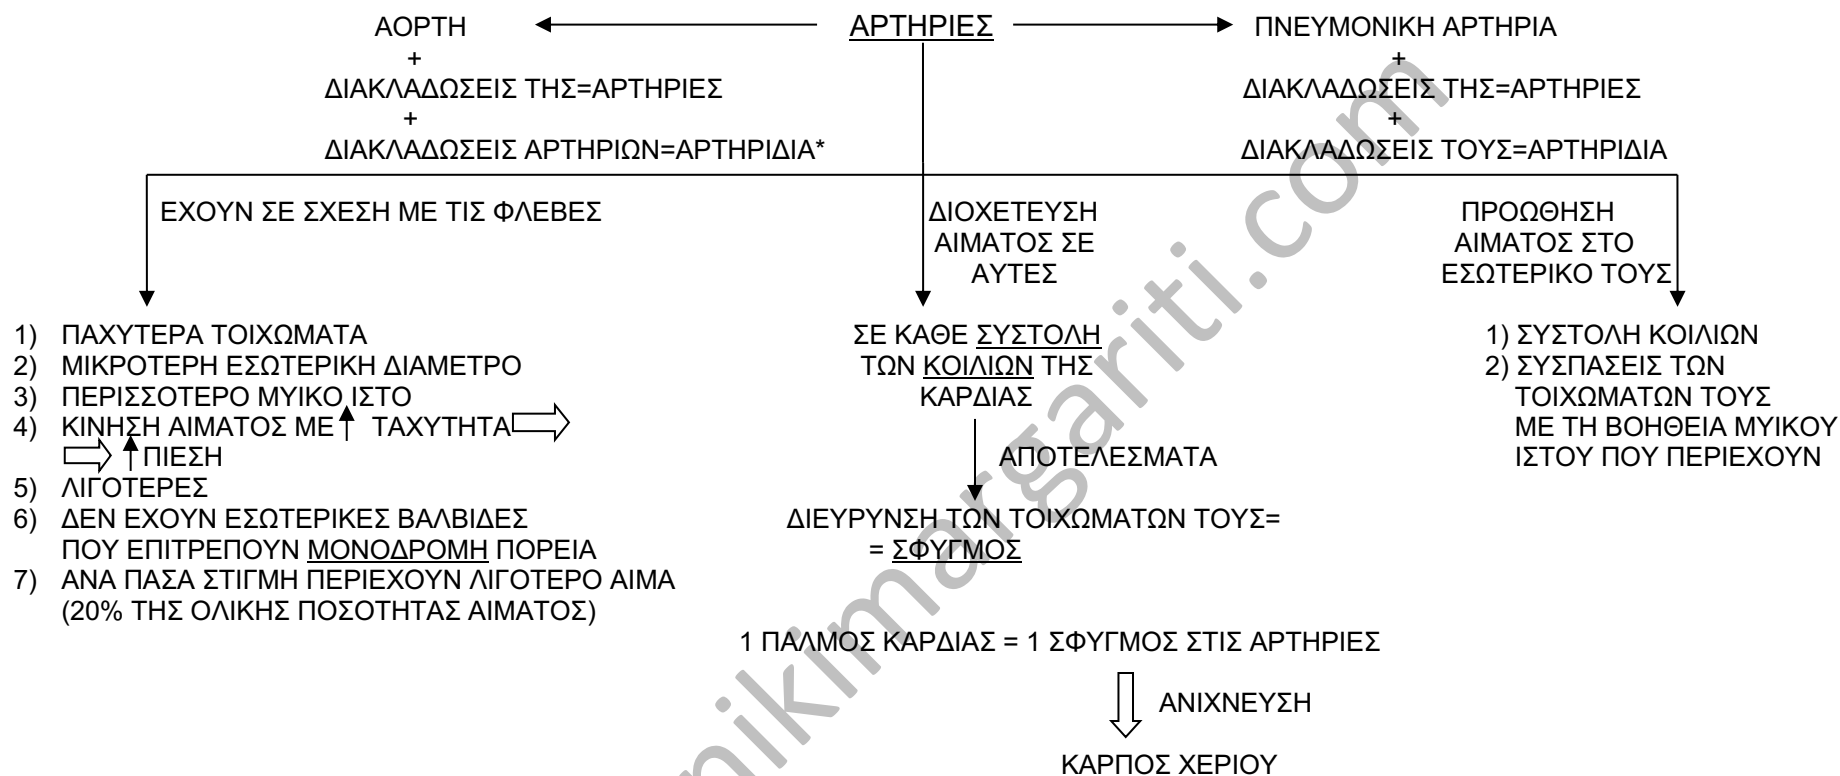 ΑΟΡΤΗ ΑΡΤΗΡΙΕΣ ΠΝΕΥΜΟΝΙΚΗ ΑΡΤΗΡΙΑ
+ +
ΔΙΑΚΛΑΔΩΣΕΙΣ ΤΗΣ=ΑΡΤΗΡΙΕΣ ΔΙΑΚΛΑΔΩΣΕΙΣ ΤΗΣ=ΑΡΤΗΡΙΕΣ
+ +
ΔΙΑΚΛΑΔΩΣΕΙΣ ΑΡΤΗΡΙΩΝ=ΑΡΤΗΡΙΔΙΑ* ΔΙΑΚΛΑΔΩΣΕΙΣ ΤΟΥΣ=ΑΡΤΗΡΙΔΙΑ
ΕΧΟΥΝ ΣΕ ΣΧΕΣΗ ΜΕ ΤΙΣ ΦΛΕΒΕΣ
1) ΠΑΧΥΤΕΡΑ ΤΟΙΧΩΜΑΤΑ
2) ΜΙΚΡΟΤΕΡΗ ΕΣΩΤΕΡΙΚΗ ΔΙΑΜΕΤΡΟ
3) ΠΕΡΙΣΣΟΤΕΡΟ ΜΥΙΚΟ ΙΣΤΟ
4) ΚΙΝΗΣΗ ΑΙΜΑΤΟΣ ΜΕ ↑ ΤΑΧΥΤΗΤΑ ⇨
⇨ ↑ ΠΙΕΣΗ
5) ΛΙΓΟΤΕΡΕΣ
6) ΔΕΝ ΕΧΟΥΝ ΕΣΩΤΕΡΙΚΕΣ ΒΑΛΒΙΔΕΣ
ΠΟΥ ΕΠΙΤΡΕΠΟΥΝ ΜΟΝΟΔΡΟΜΗ ΠΟΡΕΙΑ
7) ΑΝΑ ΠΑΣΑ ΣΤΙΓΜΗ ΠΕΡΙΕΧΟΥΝ ΛΙΓΟΤΕΡΟ ΑΙΜΑ
(20% ΤΗΣ ΟΛΙΚΗΣ ΠΟΣΟΤΗΤΑΣ ΑΙΜΑΤΟΣ)
ΔΙΟΧΕΤΕΥΣΗ
ΑΙΜΑΤΟΣ ΣΕ
ΑΥΤΕΣ
ΣΕ ΚΑΘΕ ΣΥΣΤΟΛΗ
ΤΩΝ ΚΟΙΛΙΩΝ ΤΗΣ
ΚΑΡΔΙΑΣ
ΑΠΟΤΕΛΕΣΜΑΤΑ
ΔΙΕΥΡΥΝΣΗ ΤΩΝ ΤΟΙΧΩΜΑΤΩΝ ΤΟΥΣ=
= ΣΦΥΓΜΟΣ
1 ΠΑΛΜΟΣ ΚΑΡΔΙΑΣ = 1 ΣΦΥΓΜΟΣ ΣΤΙΣ ΑΡΤΗΡΙΕΣ
ΑΝΙΧΝΕΥΣΗ
ΚΑΡΠΟΣ ΧΕΡΙΟΥ
ΠΡΟΩΘΗΣΗ
ΑΙΜΑΤΟΣ ΣΤΟ
ΕΣΩΤΕΡΙΚΟ ΤΟΥΣ
1) ΣΥΣΤΟΛΗ ΚΟΙΛΙΩΝ
2) ΣΥΣΠΑΣΕΙΣ ΤΩΝ
ΤΟΙΧΩΜΑΤΩΝ ΤΟΥΣ
ΜΕ ΤΗ ΒΟΗΘΕΙΑ ΜΥΙΚΟΥ
ΙΣΤΟΥ ΠΟΥ ΠΕΡΙΕΧΟΥΝ
nikimargariti.com